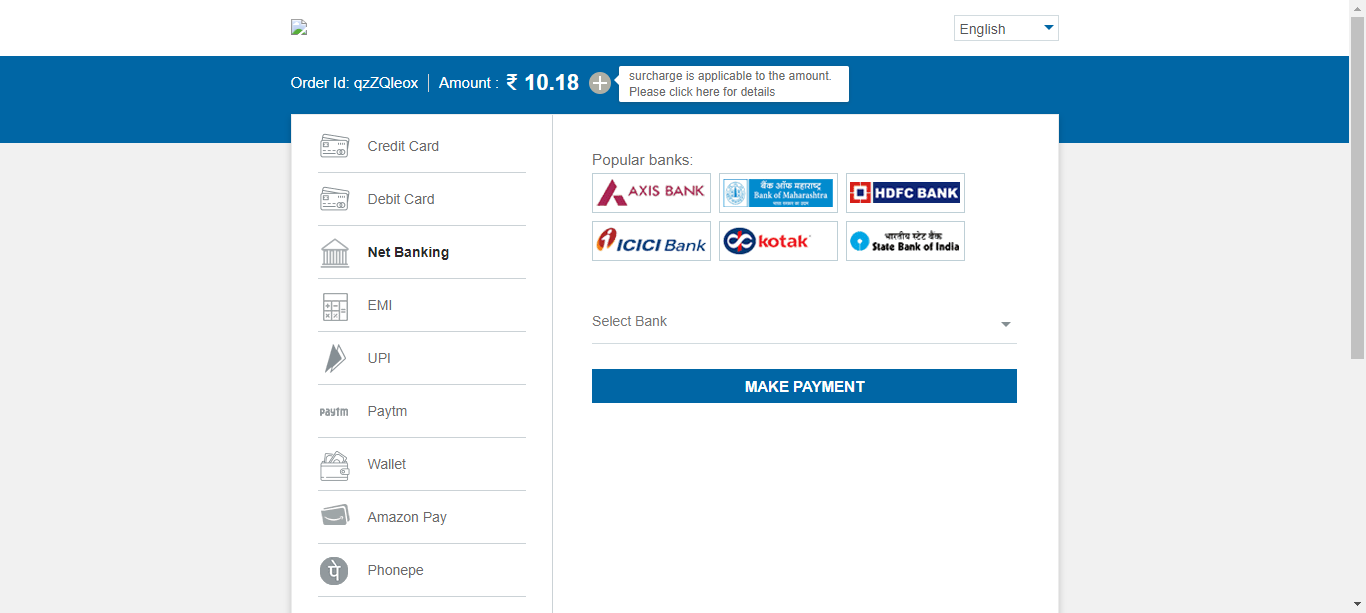 English
Order Id: qzZQleox
Amount : ₹ 10.18
surcharge is applicable to the amount.
Please click here for details
Credit Card
Debit Card
Net Banking
EMI
UPI
Paytm
Paytm
Wallet
Amazon Pay
पे
Phonepe
Popular banks:
AXIS BANK
बैंक ऑफ महाराष्ट्र
Bank of Maharashtra
HDFC BANK
ICICI Bank
kotak
भारतीय स्टेट बैंक
State Bank of India
Select Bank
MAKE PAYMENT